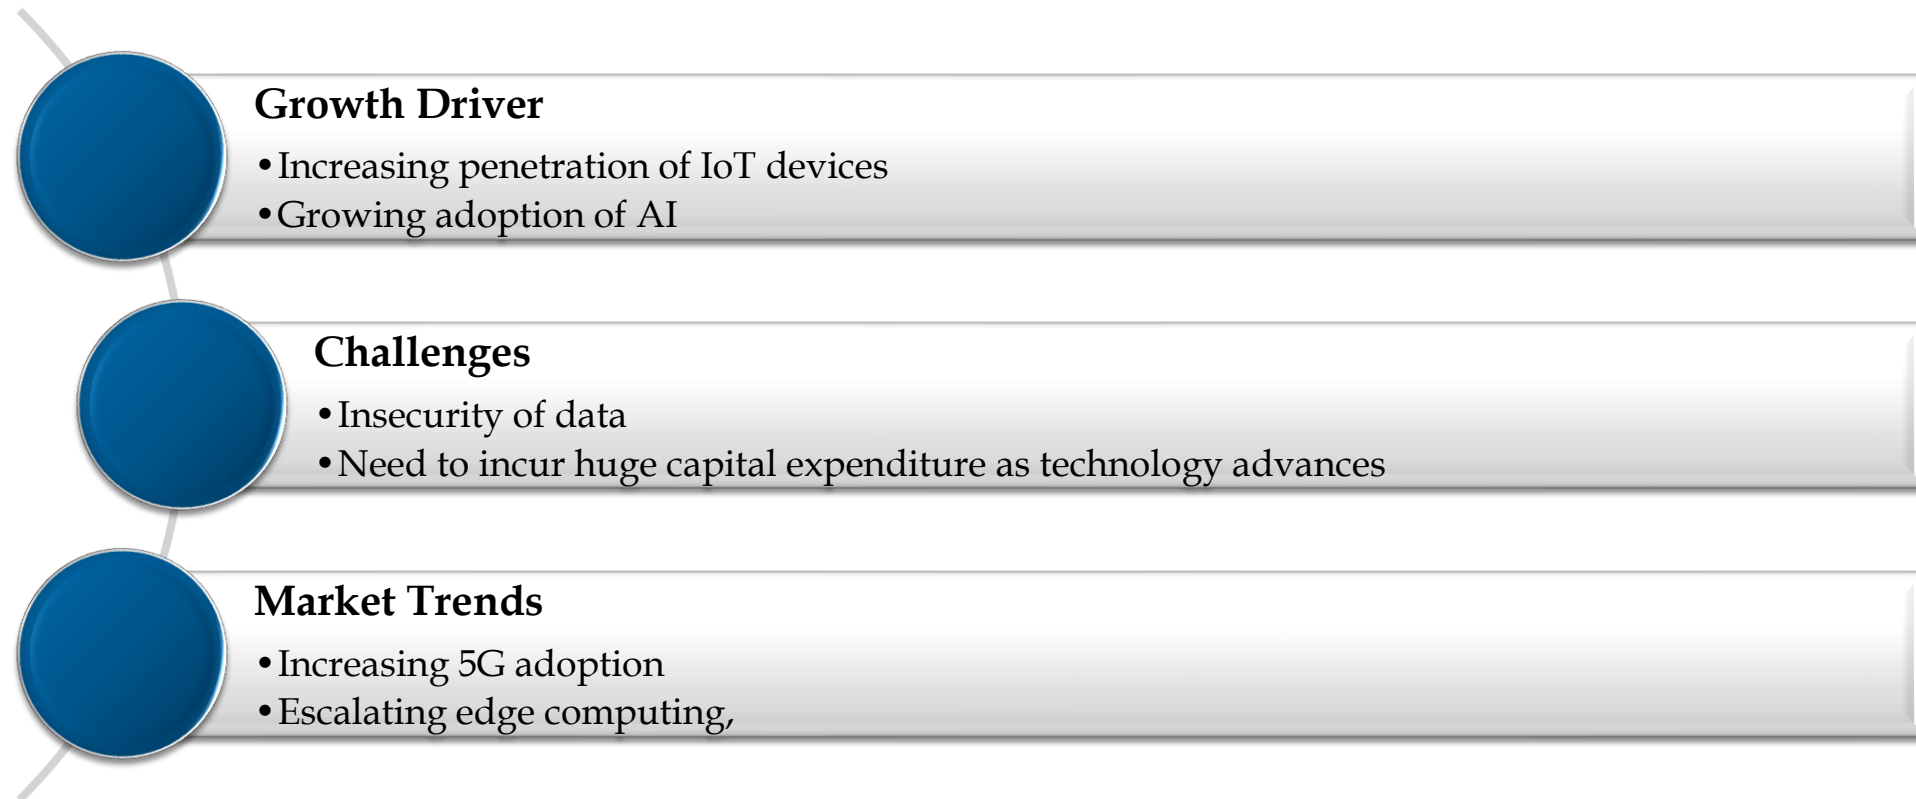 Growth Driver
•Increasing penetration of IoT devices
•Growing adoption of AI
Challenges
•Insecurity of data
•Need to incur huge capital expenditure as technology advances
Market Trends
•Increasing 5G adoption
•Escalating edge computing,